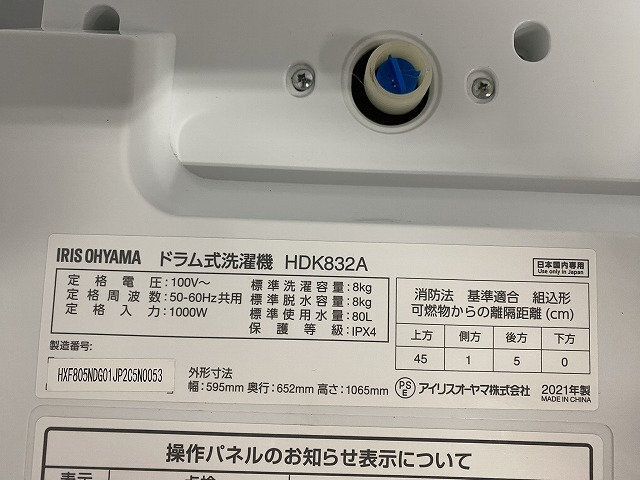 IRIS OHYAMA ドラム式洗濯機 HDK832A
日本国内専用
Use only in Japan
定格電圧:100V～
定格周波数:50-60Hz共用
定格入力:1000W
標準洗濯容量:8kg
標準脱水容量:8kg
標準使用水量:80L
保護等級:IPX4
消防法 基準適合 組込形
可燃物からの離隔距離(cm)
上方 側方 後方 下方
45 1 5 0
製造番号:
HXF805NDG01JP2C5N0053
外形寸法
幅:595mm 奥行:652mm 高さ:1065mm
PSE アイリスオーヤマ株式会社
2021年製
MADE IN CHINA
操作パネルのお知らせ表示について
表示 点検